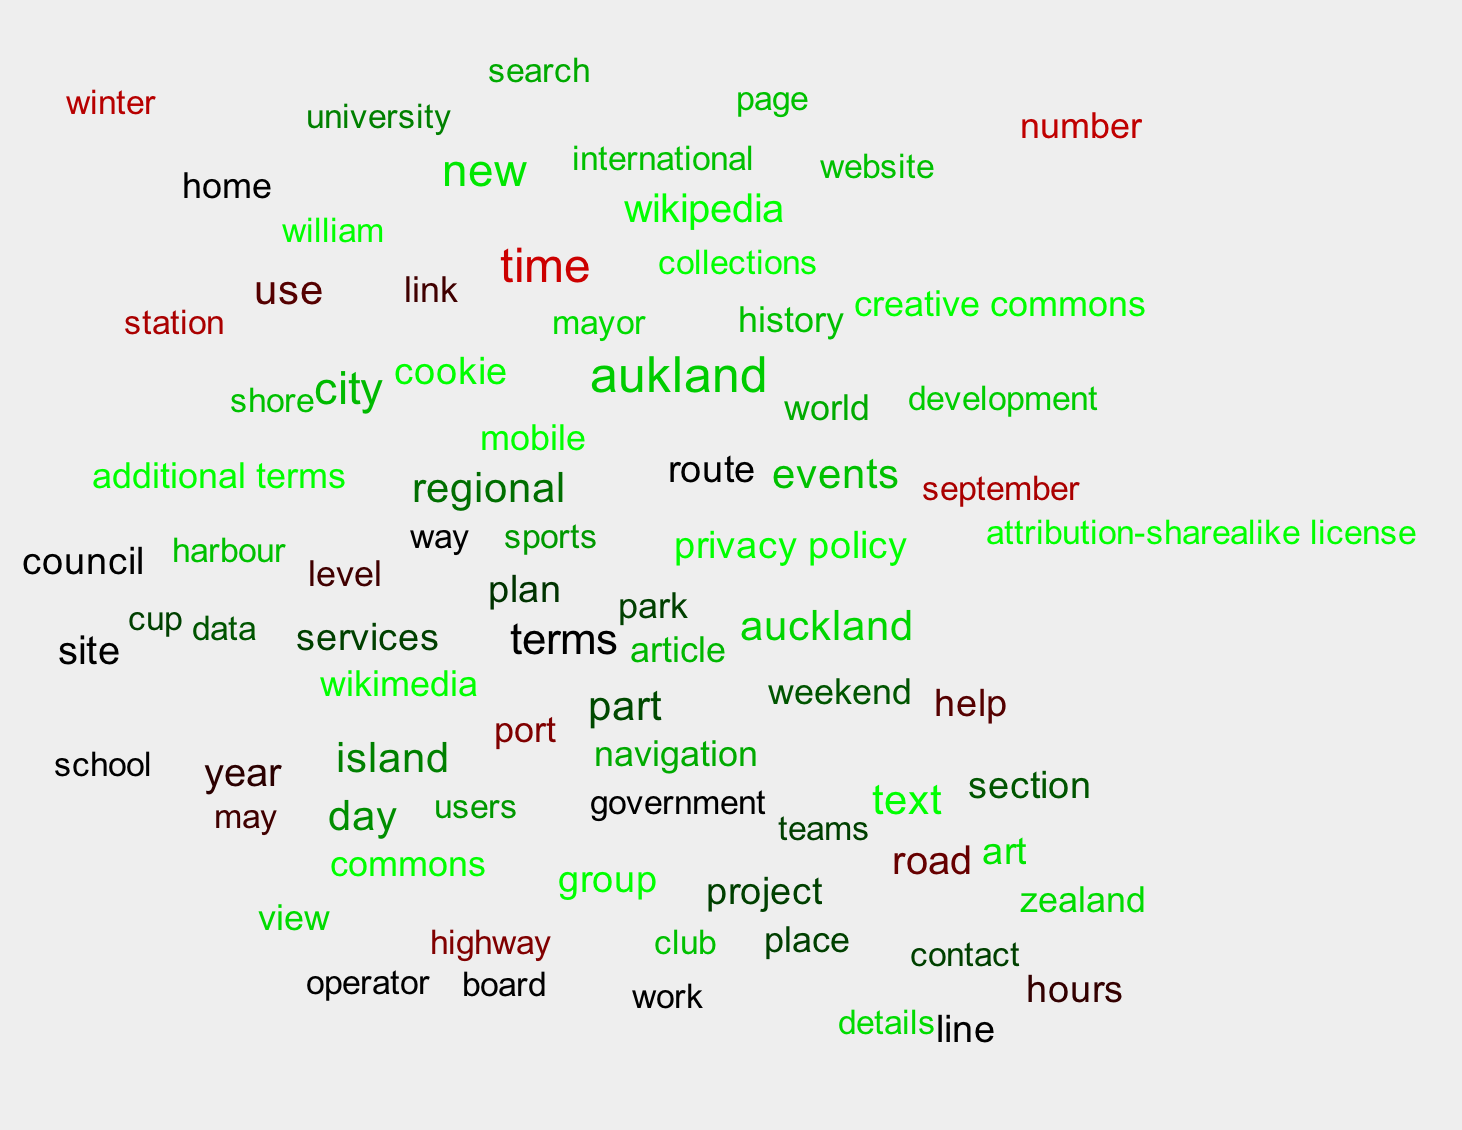 search
winter
page
university
number
new
international
website
home
wikipedia
william
time
collections
use
link
creative commons
station
mayor
history
cookie
aukland
city
shore
world
development
mobile
additional terms
regional
route
events
september
way
sports
privacy policy
attribution-sharealike license
council
harbour
level
plan
park
cup
data
services
terms
article
auckland
site
wikimedia
part
weekend
help
port
school
year
island
navigation
text
section
may
day
users
government
teams
commons
group
project
road
art
zealand
view
highway
club
place
contact
operator
board
work
hours
details
line